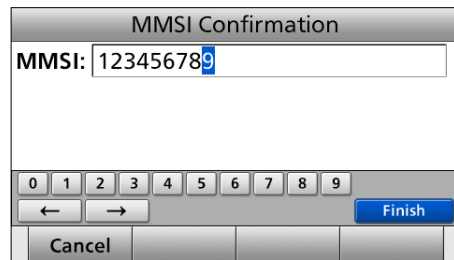 MMSI Confirmation
MMSI: 123456789
0 1 2 3 4 5 6 7 8 9
← → Finish
Cancel